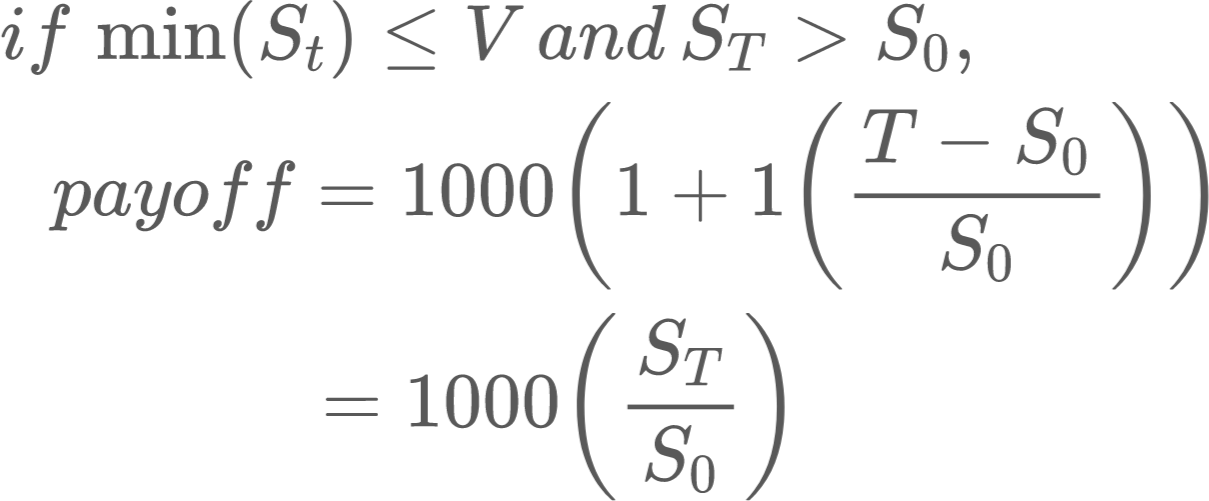 if min(S_t) ≤ V and S_T > S_0,
payoff = 1000(1 + 1((T − S_0)/S_0))
= 1000(S_T/S_0)